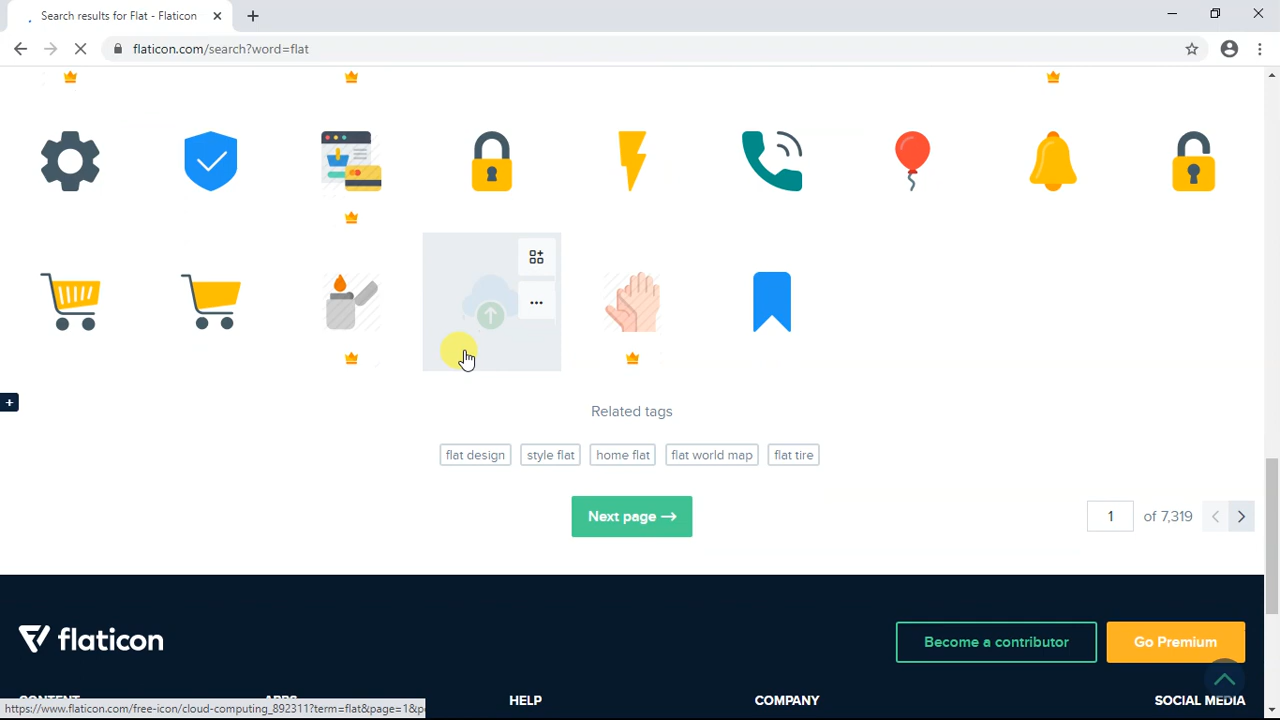 Search results for Flat - Flaticon
flaticon.com/search?word=flat
Related tags
flat design
style flat
home flat
flat world map
flat tire
Next page →
1 of 7,319
flaticon
Become a contributor
Go Premium
CONTENT
APPS
HELP
COMPANY
SOCIAL MEDIA
https://www.flaticon.com/free-icon/cloud-computing_892311?term=flat&page=1&p